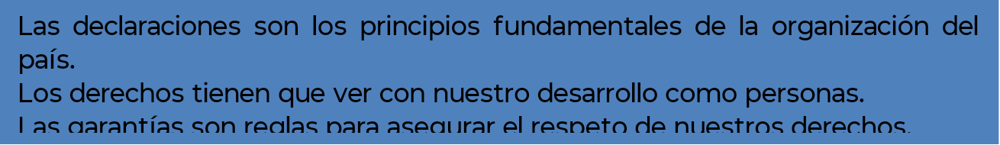 Las declaraciones son los principios fundamentales de la organización del
país.
Los derechos tienen que ver con nuestro desarrollo como personas.
Las garantías son reglas para asegurar el respeto de nuestros derechos.